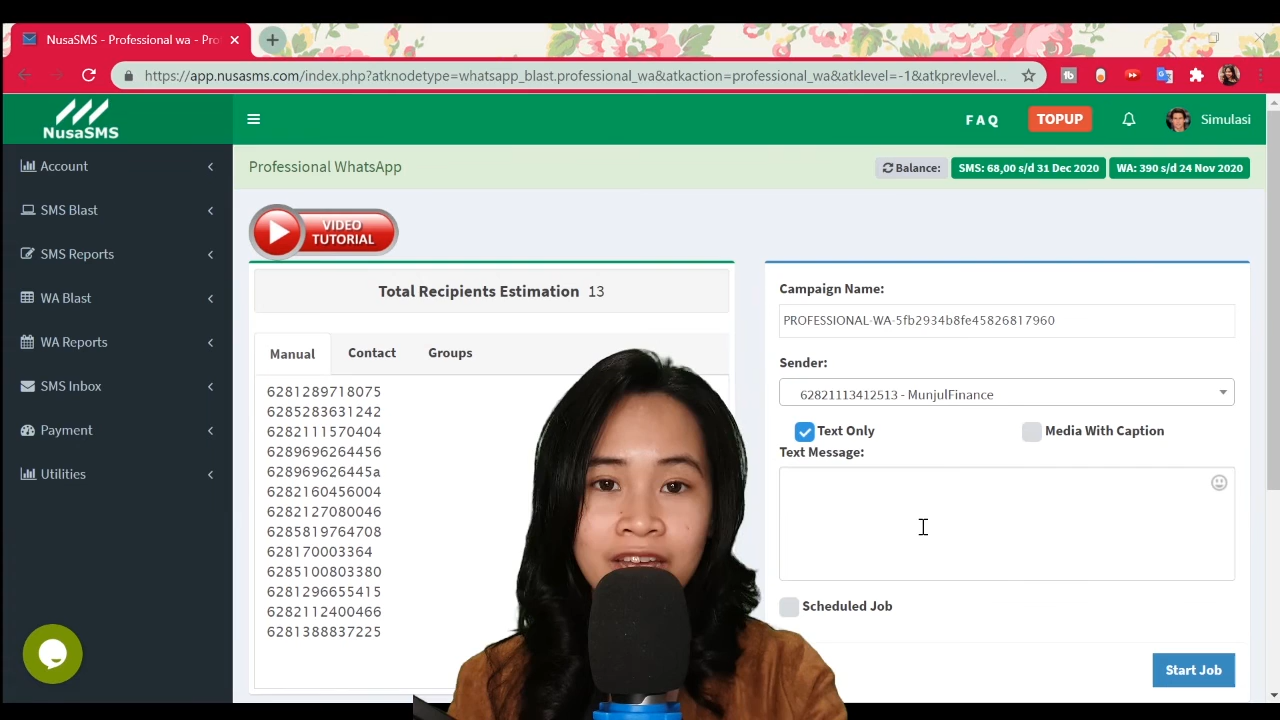 NusaSMS - Professional wa - Pro
https://app.nusasms.com/index.php?atknodetype=whatsapp_blast.professional_wa&atkaction=professional_wa&atklevel=-1&atkprevlevel...
NusaSMS
FAQ
TOPUP
Simulasi
Account
SMS Blast
SMS Reports
WA Blast
WA Reports
SMS Inbox
Payment
Utilities
Professional WhatsApp
Balance:
SMS: 68,00 s/d 31 Dec 2020
WA: 390 s/d 24 Nov 2020
VIDEO
TUTORIAL
Total Recipients Estimation 13
Manual
Contact
Groups
6281289718075
6285283631242
6282111570404
6289696264456
628969626445a
6282160456004
6282127080046
6285819764708
628170003364
6285100803380
6281296655415
6282112400466
6281388837225
Campaign Name:
PROFESSIONAL-WA-5fb2934b8fe45826817960
Sender:
62821113412513 - MunjulFinance
Text Only
Media With Caption
Text Message:
Scheduled Job
Start Job